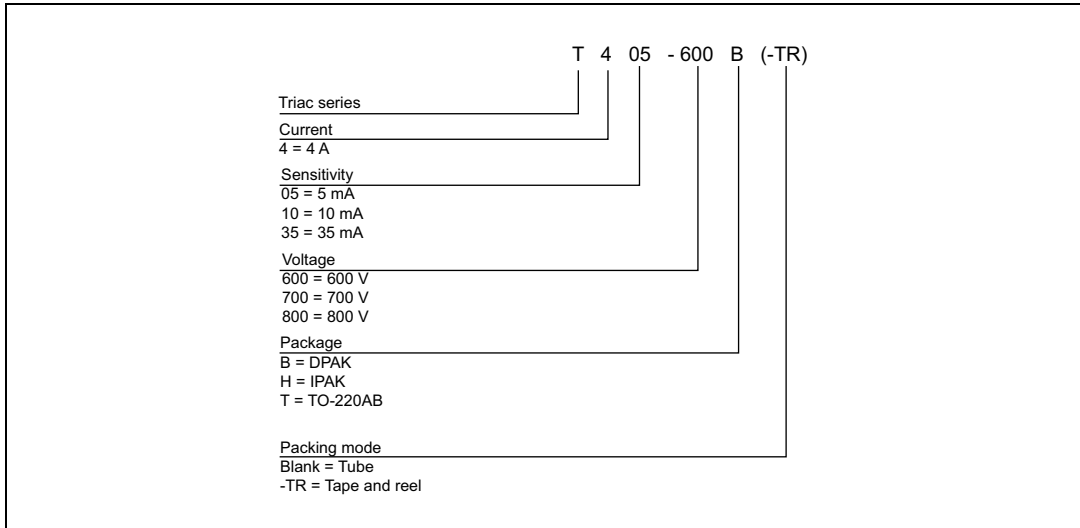 T 4 05 - 600 B (-TR)
Triac series
Current
4 = 4 A
Sensitivity
05 = 5 mA
10 = 10 mA
35 = 35 mA
Voltage
600 = 600 V
700 = 700 V
800 = 800 V
Package
B = DPAK
H = IPAK
T = TO-220AB
Packing mode
Blank = Tube
-TR = Tape and reel